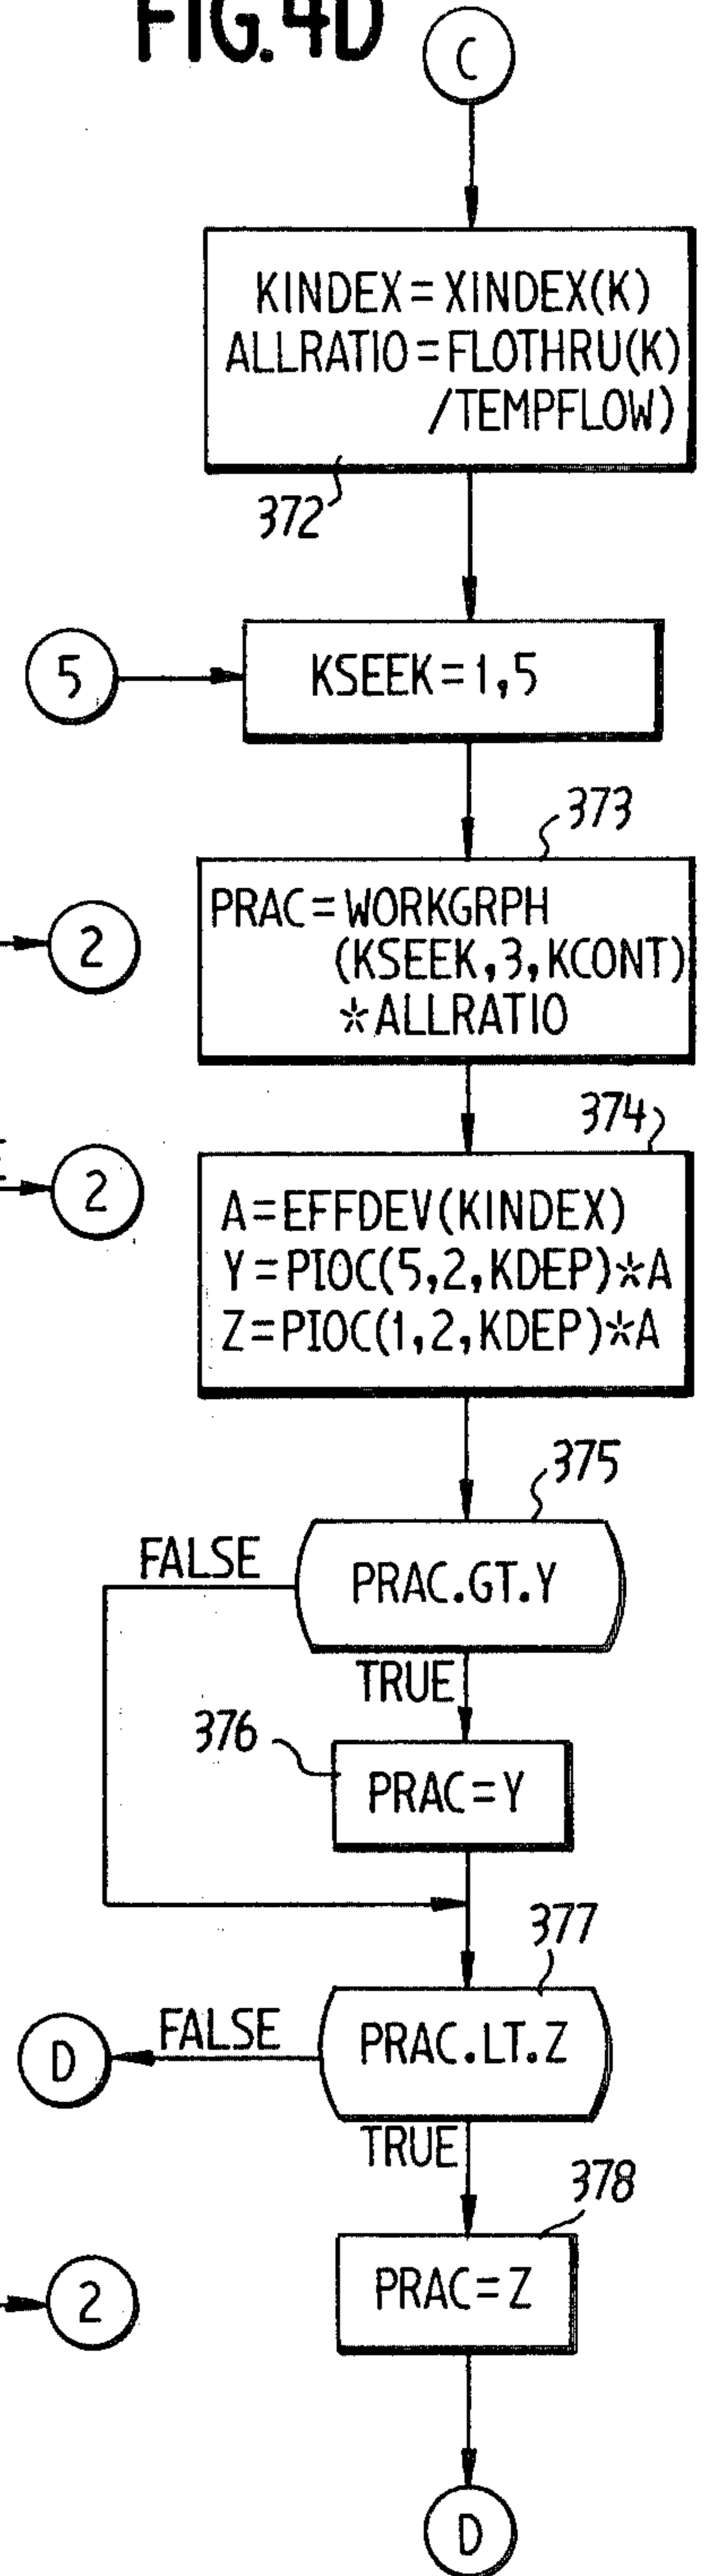 FIG.4D
C
KINDEX=XINDEX(K)
ALLRATIO=FLOTHRU(K)
/TEMPFLOW)
372
5
KSEEK=1,5
373
PRAC=WORKGRPH
(KSEEK,3,KCONT)
*ALLRATIO
2
374
2
A=EFFDEV(KINDEX)
Y=PIOC(5,2,KDEP)*A
Z=PIOC(1,2,KDEP)*A
375
FALSE
PRAC.GT.Y
TRUE
376
PRAC=Y
377
D
FALSE
PRAC.LT.Z
TRUE
378
2
PRAC=Z
D